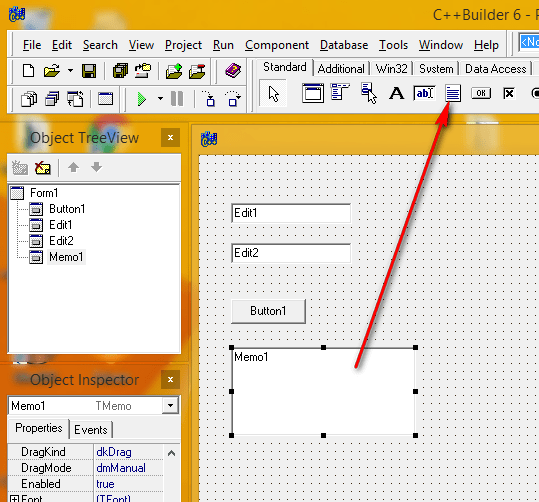 C++Builder 6 - P
File Edit Search View Project Run Component Database Tools Window Help <No
Standard Additional Win32 System Data Access
A ab OK
Object TreeView x
Form1
Button1
Edit1
Edit2
Memo1
Edit1
Edit2
Button1
Memo1
Object Inspector x
Memo1 TMemo
Properties Events
DragKind dkDrag
DragMode dmManual
Enabled true
Font (TFont)